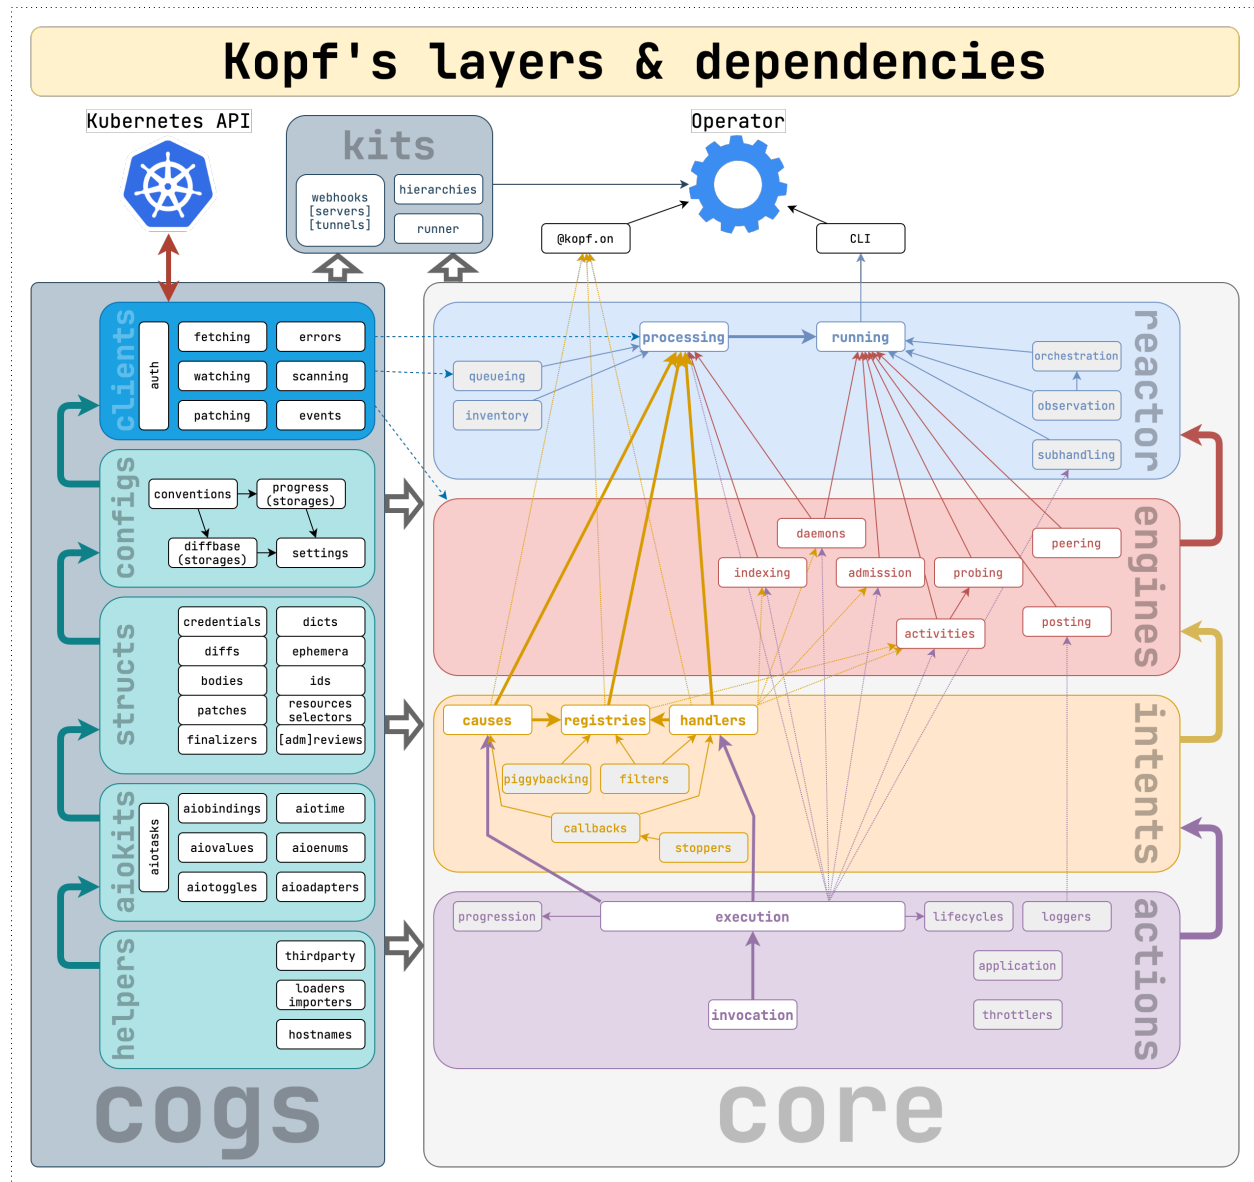 Kopf's layers & dependencies
Kubernetes API
kits
webhooks
[servers]
[tunnels]
hierarchies
runner
Operator
@kopf.on
CLI
clients
auth
fetching
errors
watching
scanning
patching
events
configs
conventions
progress
(storages)
diffbase
(storages)
settings
structs
credentials
dicts
diffs
ephemera
bodies
ids
patches
resources
selectors
finalizers
[adm]reviews
aiokits
aiotasks
aiobindings
aiotime
aiovalues
aioenums
aiotoggles
aioadapters
helpers
thirdparty
loaders
importers
hostnames
cogs
reactor
processing
running
queueing
inventory
orchestration
observation
subhandling
engines
daemons
peering
indexing
admission
probing
activities
posting
intents
causes
registries
handlers
piggybacking
filters
callbacks
stoppers
actions
progression
execution
lifecycles
loggers
application
invocation
throttlers
core